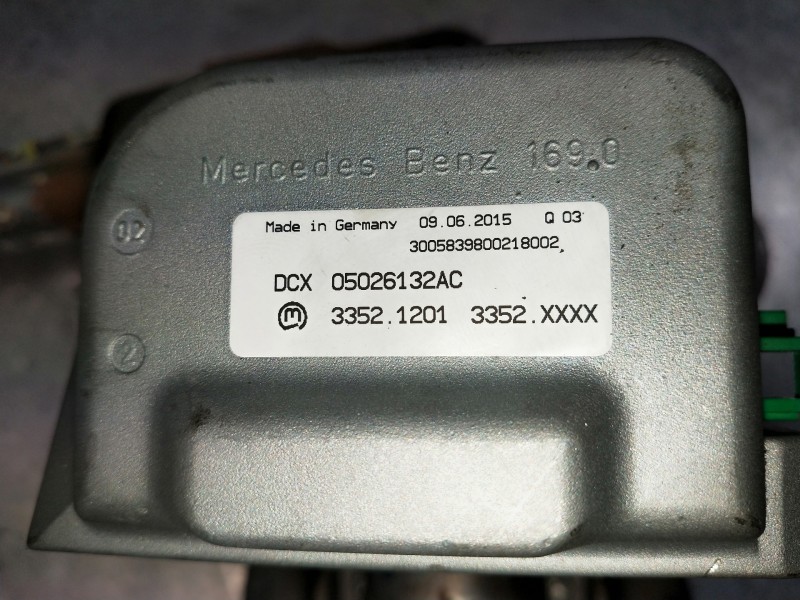 Mercedes Benz 169.0
02
Made in Germany 09.06.2015 Q 03
3005839800218002
DCX 05026132AC
m 3352.1201 3352.XXXX
2